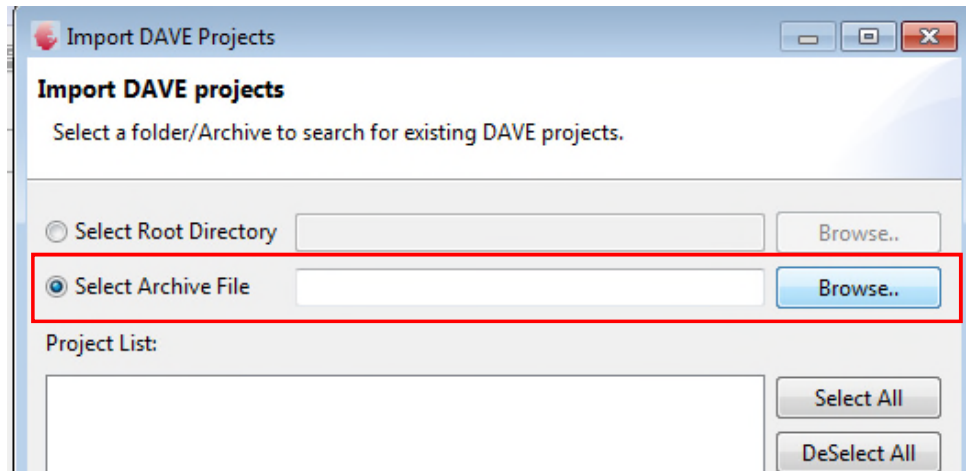 Import DAVE Projects
Import DAVE projects
Select a folder/Archive to search for existing DAVE projects.
Select Root Directory Browse..
Select Archive File Browse..
Project List:
Select All
DeSelect All